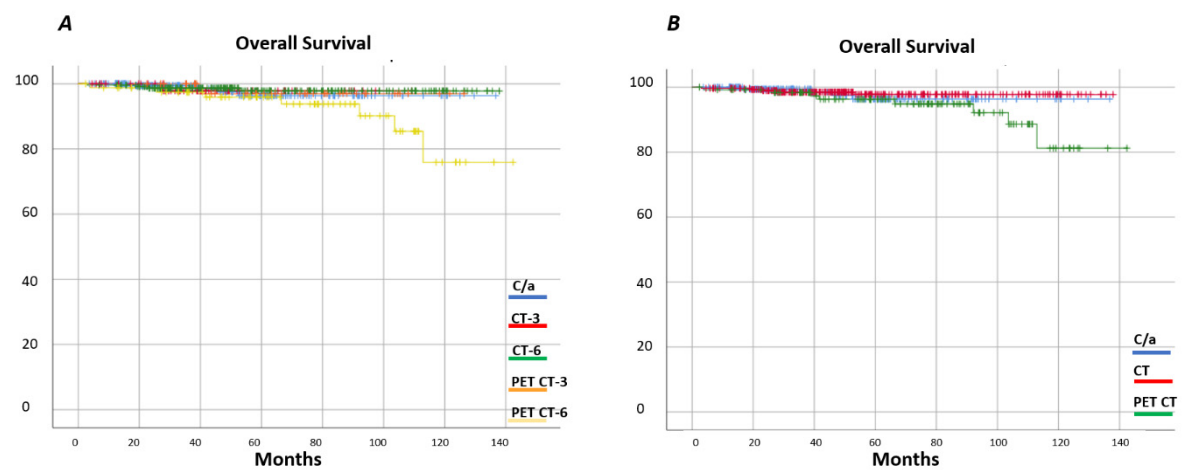 A
Overall Survival
100
80
60
40
20
0
C/a
CT-3
CT-6
PET CT-3
PET CT-6
0 20 40 60 80 100 120 140
Months
B
Overall Survival
100
80
60
40
20
0
C/a
CT
PET CT
0 20 40 60 80 100 120 140
Months